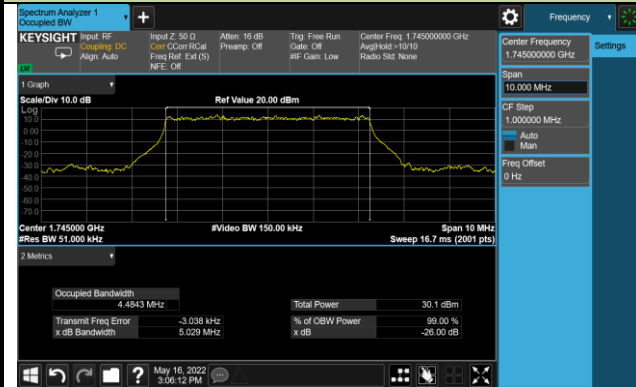 Spectrum Analyzer 1
Occupied BW
Frequency
KEYSIGHT
Input: RF
Coupling: DC
Align: Auto
Input Z: 50 Ω
Corr CCorr RCal
Freq Ref: Ext (S)
NFE: Off
Atten: 16 dB
Preamp: Off
Trig: Free Run
Gate: Off
#IF Gain: Low
Center Freq: 1.745000000 GHz
Avg|Hold:>10/10
Radio Std: None
Center Frequency
1.745000000 GHz
Settings
Span
10.000 MHz
CF Step
1.000000 MHz
Auto
Man
Freq Offset
0 Hz
1 Graph
Scale/Div 10.0 dB
Ref Value 20.00 dBm
Log
10.0
0.00
-10.0
-20.0
-30.0
-40.0
-50.0
-60.0
-70.0
Center 1.745000 GHz
#Video BW 150.00 kHz
Span 10 MHz
#Res BW 51.000 kHz
Sweep 16.7 ms (2001 pts)
2 Metrics
Occupied Bandwidth
4.4843 MHz
Total Power
30.1 dBm
Transmit Freq Error
-3.038 kHz
% of OBW Power
99.00 %
x dB Bandwidth
5.029 MHz
x dB
-26.00 dB
?
May 16, 2022
3:06:12 PM